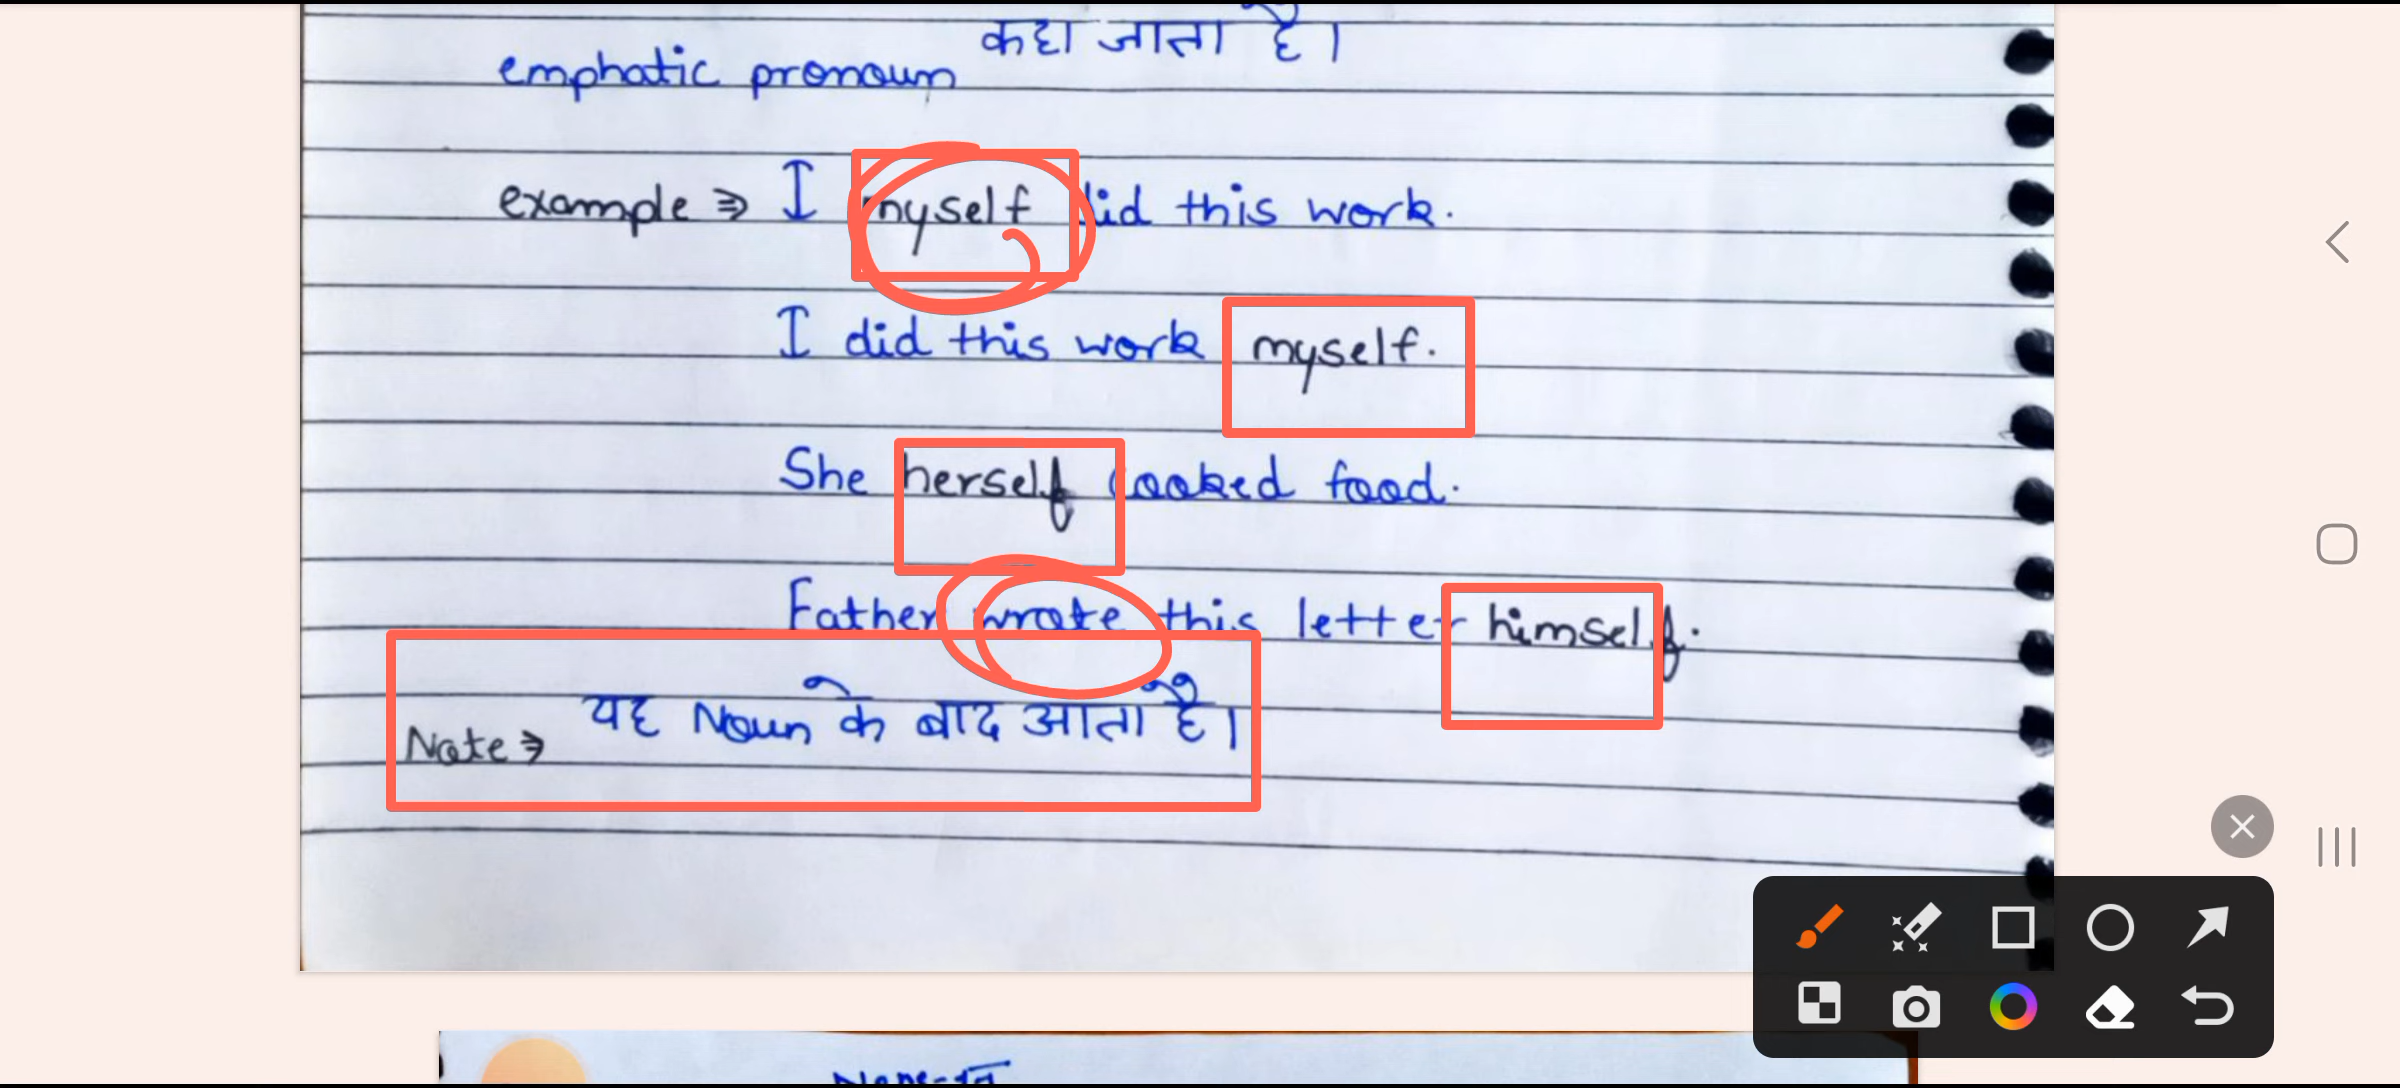 कहा जाता है।
emphatic pronoun
example ⇒ I myself did this work.
I did this work myself.
She herself cooked food.
Father wrote this letter himself.
Note ⇒ यह Noun के बाद आता है।